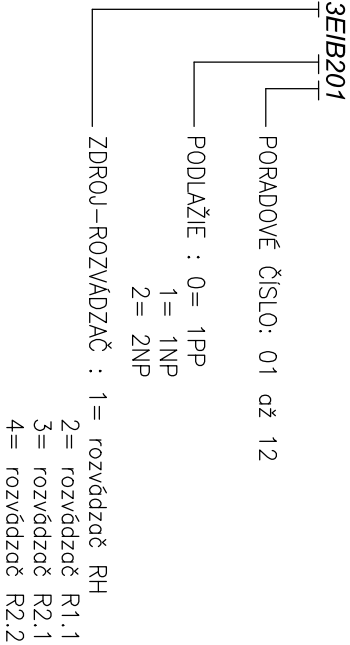 3EIB201
PORADOVÉ ČÍSLO: 01 až 12
PODLAŽIE : 0= 1PP
1= 1NP
2= 2NP
ZDROJ-ROZVÁDZAČ : 1= rozvádzač RH
2= rozvádzač R1.1
3= rozvádzač R2.1
4= rozvádzač R2.2